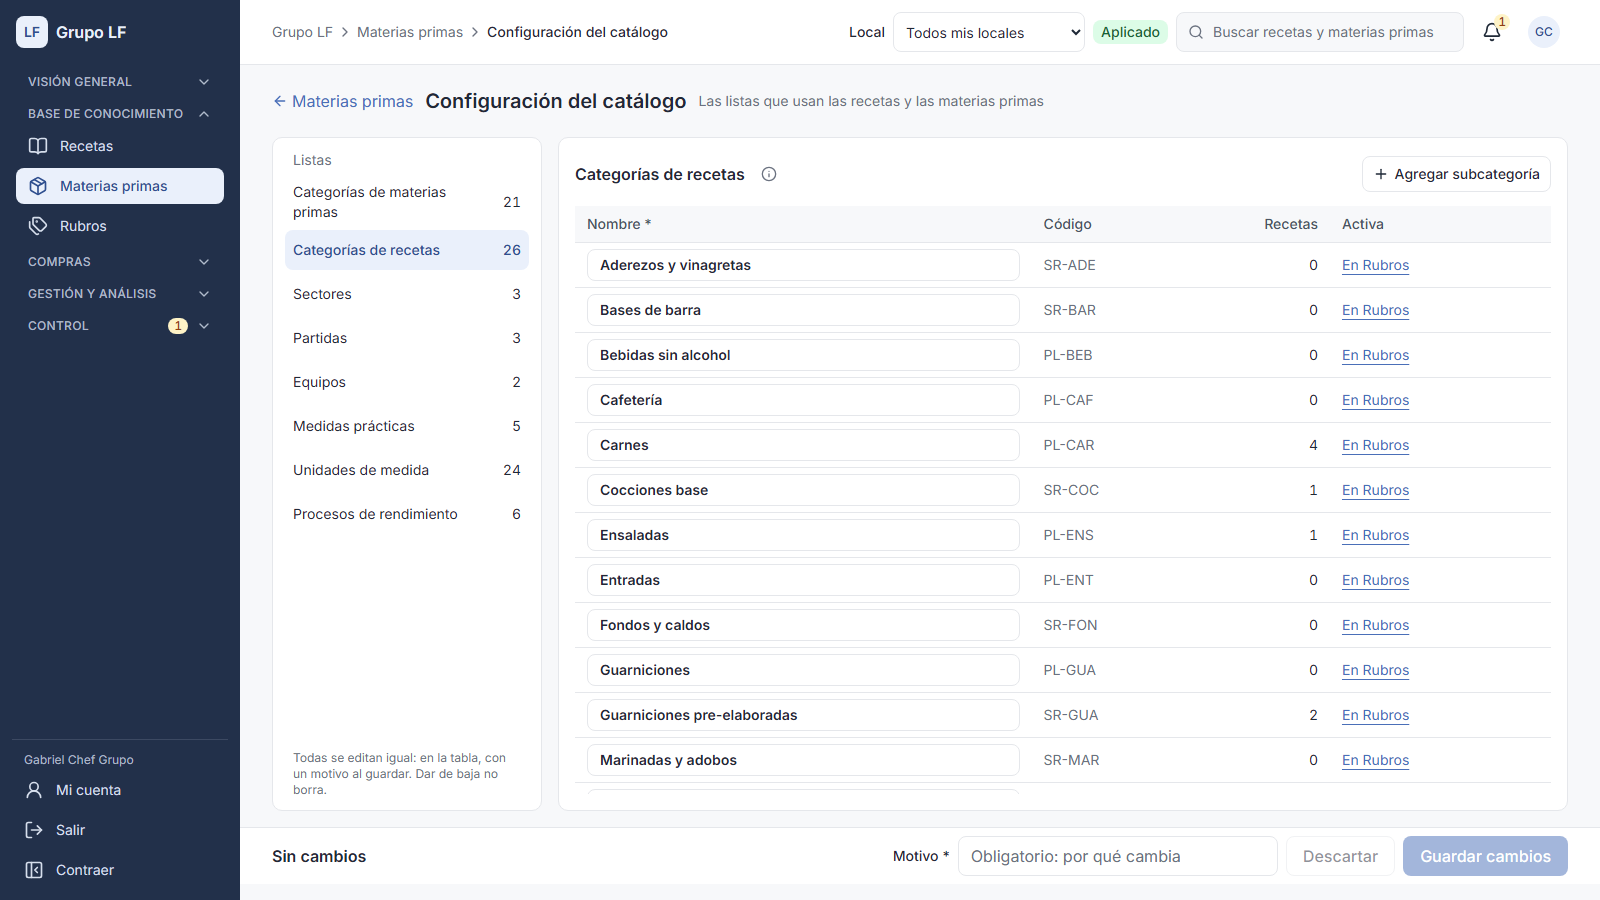 LF Grupo LF
VISIÓN GENERAL
BASE DE CONOCIMIENTO
Recetas
Materias primas
Rubros
COMPRAS
GESTIÓN Y ANÁLISIS
CONTROL 1
Gabriel Chef Grupo
Mi cuenta
Salir
Contraer
Grupo LF > Materias primas > Configuración del catálogo
Local Todos mis locales Aplicado Buscar recetas y materias primas 1 GC
← Materias primas Configuración del catálogo Las listas que usan las recetas y las materias primas
Listas
Categorías de materias
primas 21
Categorías de recetas 26
Sectores 3
Partidas 3
Equipos 2
Medidas prácticas 5
Unidades de medida 24
Procesos de rendimiento 6
Todas se editan igual: en la tabla, con
un motivo al guardar. Dar de baja no
borra.
Categorías de recetas
+ Agregar subcategoría
Nombre * Código Recetas Activa
Aderezos y vinagretas SR-ADE 0 En Rubros
Bases de barra SR-BAR 0 En Rubros
Bebidas sin alcohol PL-BEB 0 En Rubros
Cafetería PL-CAF 0 En Rubros
Carnes PL-CAR 4 En Rubros
Cocciones base SR-COC 1 En Rubros
Ensaladas PL-ENS 1 En Rubros
Entradas PL-ENT 0 En Rubros
Fondos y caldos SR-FON 0 En Rubros
Guarniciones PL-GUA 0 En Rubros
Guarniciones pre-elaboradas SR-GUA 2 En Rubros
Marinadas y adobos SR-MAR 0 En Rubros
Sin cambios
Motivo * Obligatorio: por qué cambia Descartar Guardar cambios